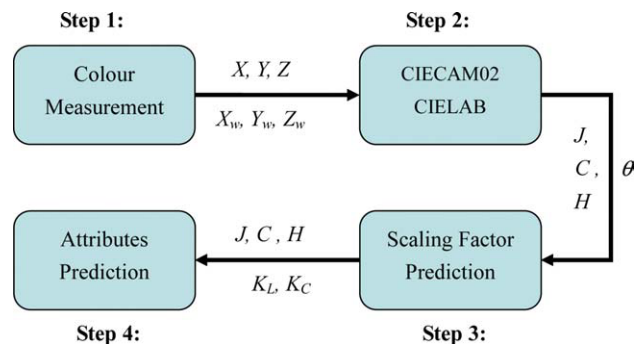 Step 1:
Step 2:
Colour
Measurement
X, Y, Z
Xw, Yw, Zw
CIECAM02
CIELAB
J,
C ,
H
θ
Attributes
Prediction
J, C , H
KL, KC
Scaling Factor
Prediction
Step 4:
Step 3: